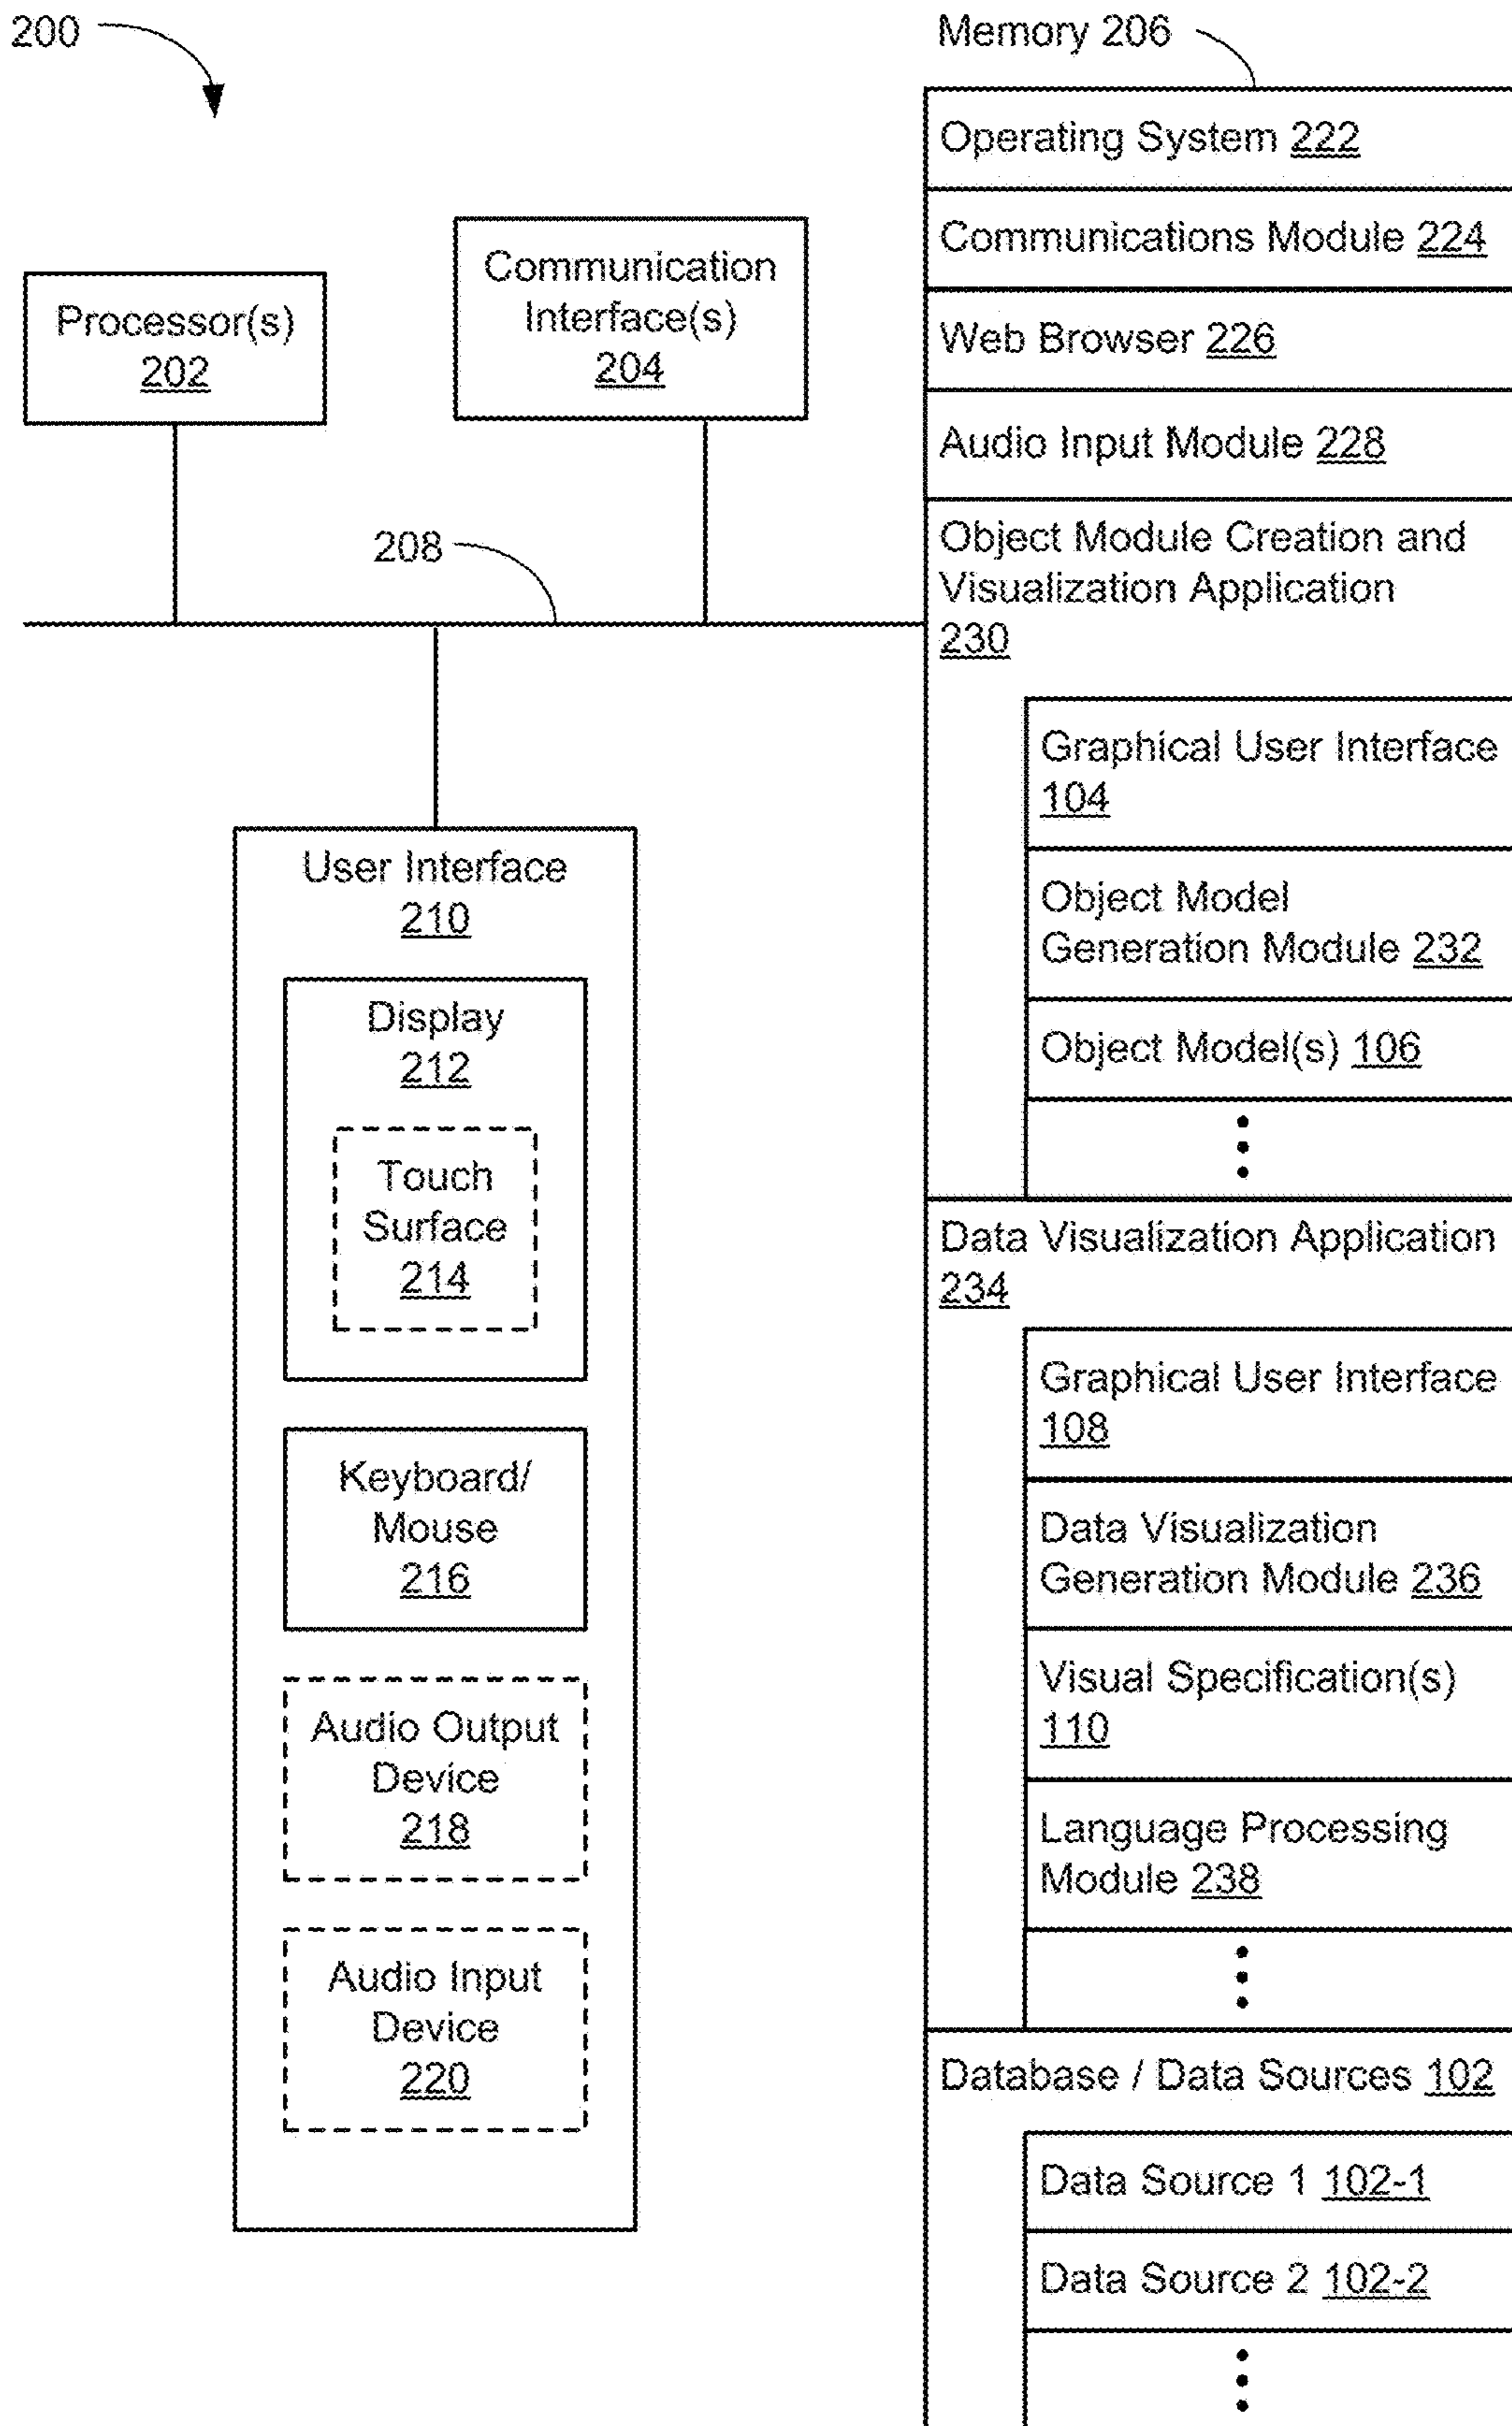 200
Memory 206
Operating System 222
Communications Module 224
Web Browser 226
Audio Input Module 228
Object Module Creation and
Visualization Application
230
Graphical User Interface
104
Object Model
Generation Module 232
Object Model(s) 106
Data Visualization Application
234
Graphical User Interface
108
Data Visualization
Generation Module 236
Visual Specification(s)
110
Language Processing
Module 238
Database / Data Sources 102
Data Source 1 102-1
Data Source 2 102-2
Processor(s)
202
Communication
Interface(s)
204
208
User Interface
210
Display
212
Touch
Surface
214
Keyboard/
Mouse
216
Audio Output
Device
218
Audio Input
Device
220